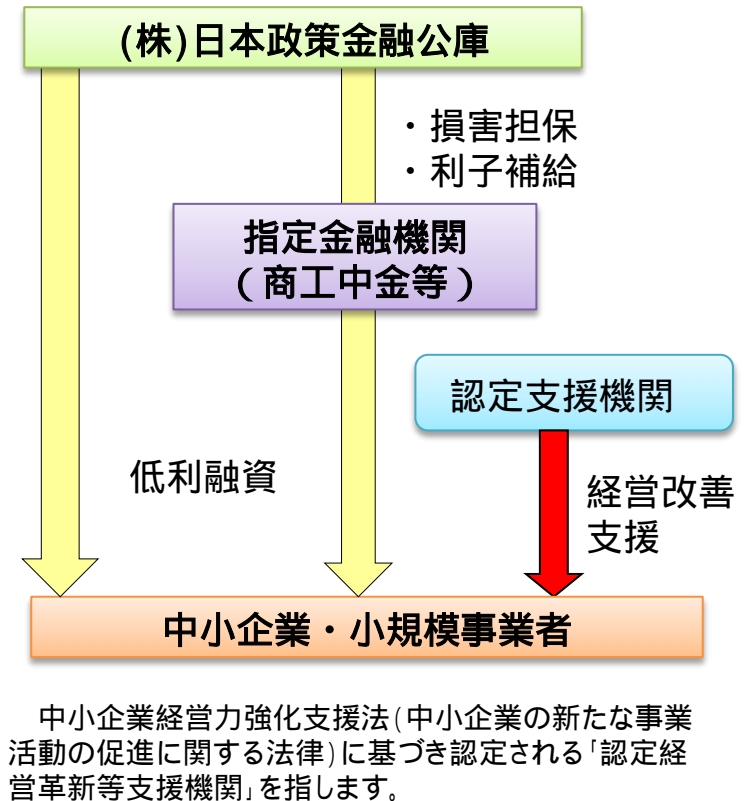 (株)日本政策金融公庫
・損害担保
・利子補給
指定金融機関
（商工中金等）
認定支援機関
低利融資
経営改善
支援
中小企業・小規模事業者
中小企業経営力強化支援法(中小企業の新たな事業
活動の促進に関する法律)に基づき認定される「認定経
営革新等支援機関」を指します。